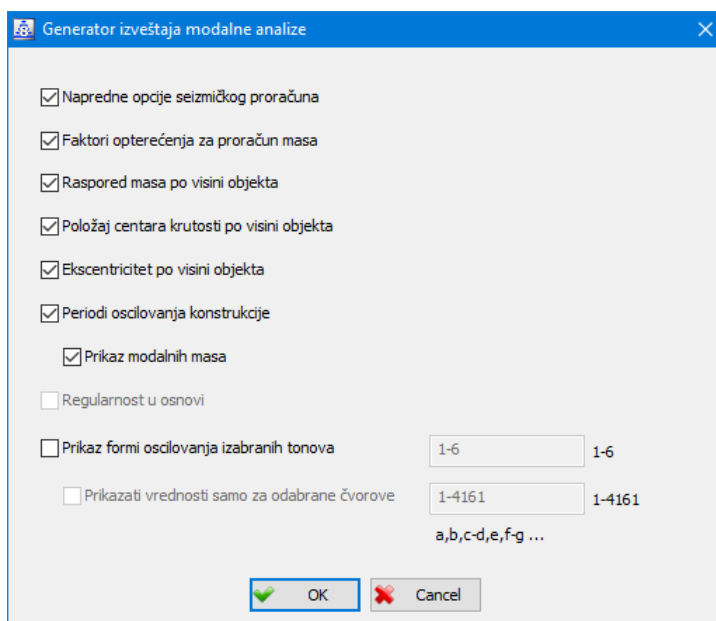 Generator izveštaja modalne analize
Napredne opcije seizmičkog proračuna
Faktori opterećenja za proračun masa
Raspored masa po visini objekta
Položaj centara krutosti po visini objekta
Ekscentricitet po visini objekta
Periodi oscilovanja konstrukcije
Prikaz modalnih masa
Regularnost u osnovi
Prikaz formi oscilovanja izabranih tonova 1-6 1-6
Prikazati vrednosti samo za odabrane čvorove 1-4161 1-4161
a,b,c-d,e,f-g ...
OK Cancel